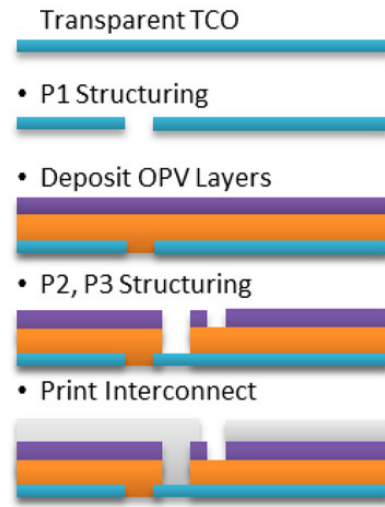 Transparent TCO
• P1 Structuring
• Deposit OPV Layers
• P2, P3 Structuring
• Print Interconnect